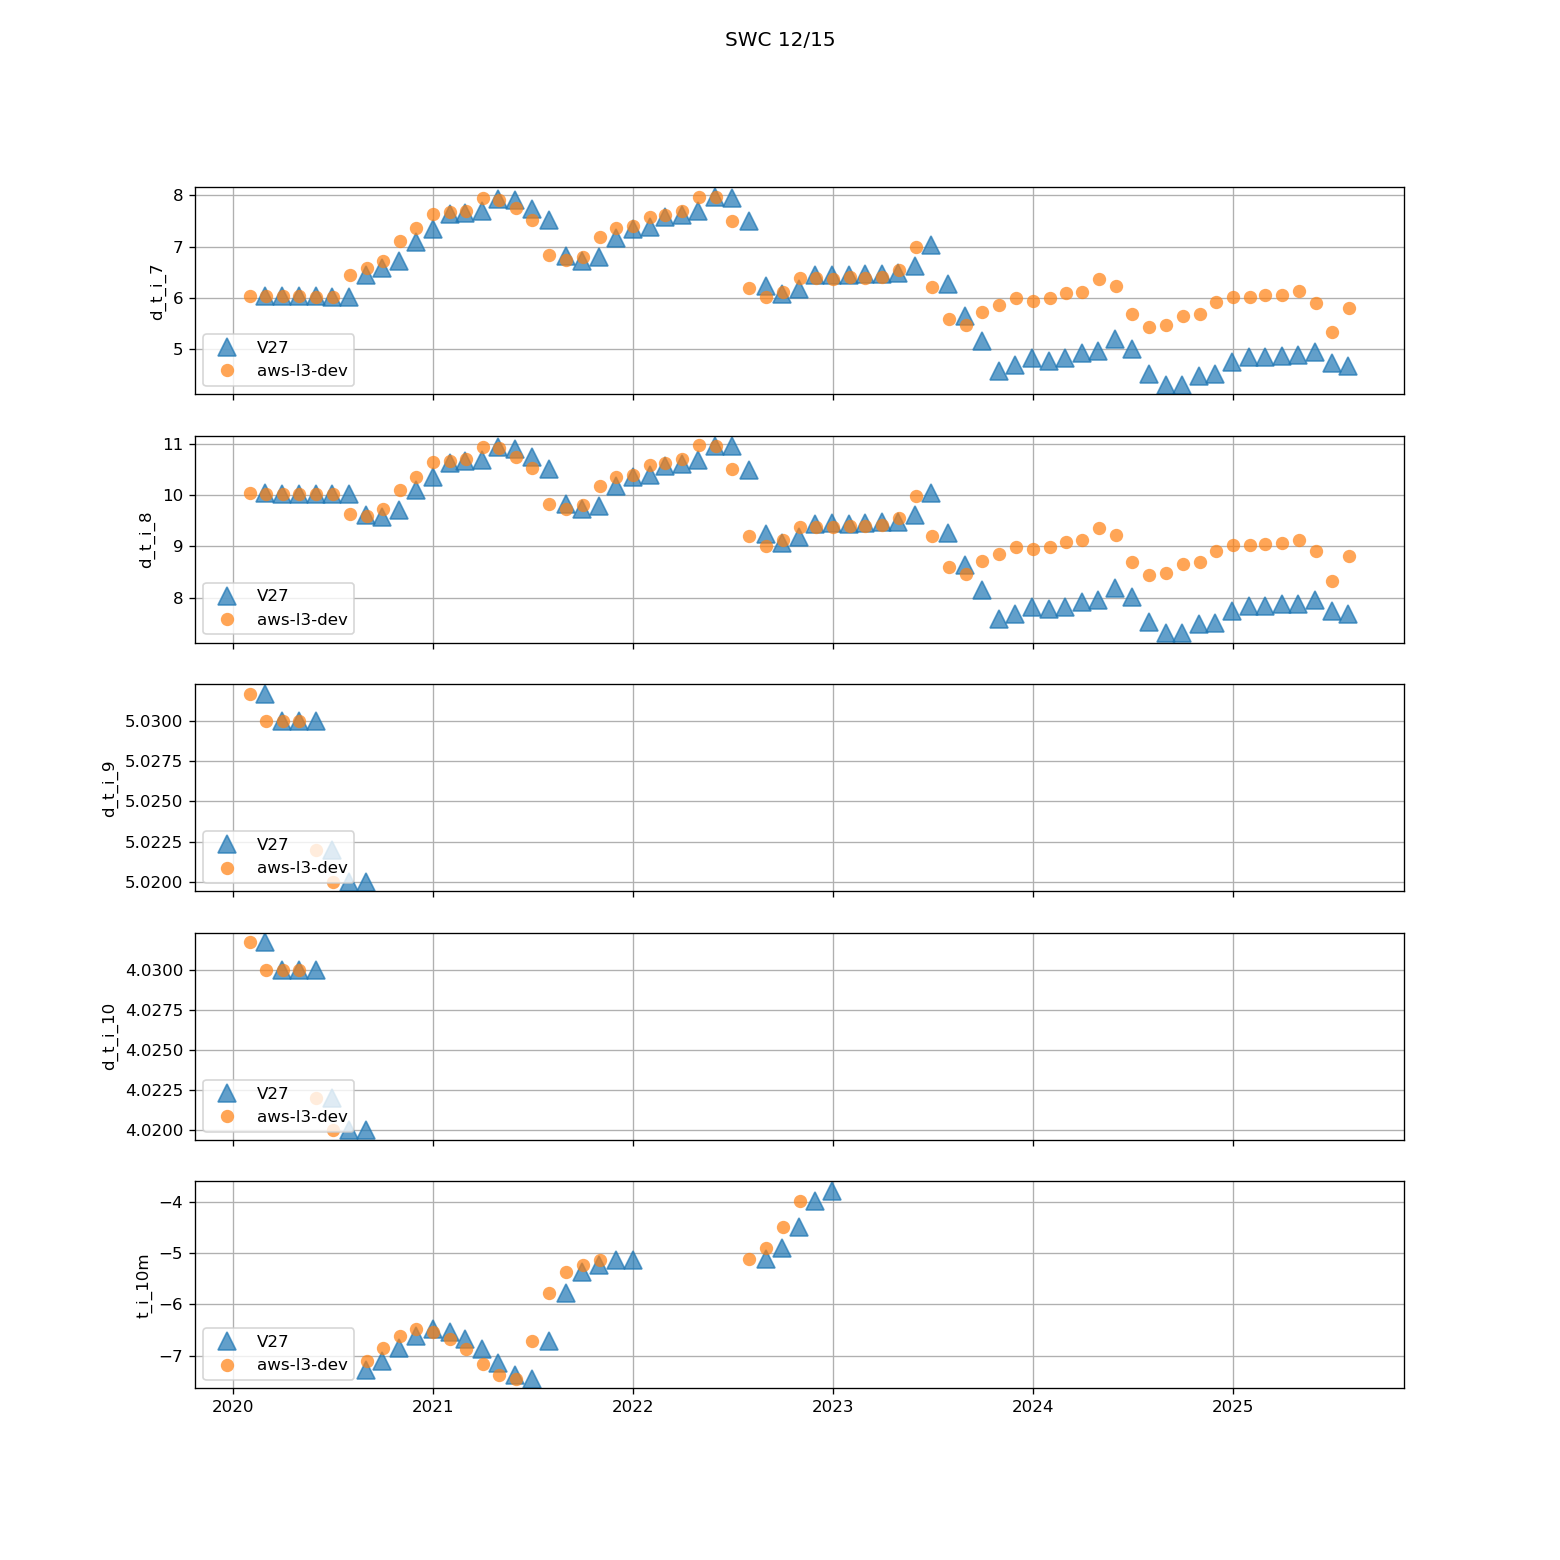 SWC 12/15
8
7
6
5
d_t_i_7
V27
aws-l3-dev
11
10
9
8
d_t_i_8
V27
aws-l3-dev
5.0300
5.0275
5.0250
5.0225
5.0200
d_t_i_9
V27
aws-l3-dev
4.0300
4.0275
4.0250
4.0225
4.0200
d_t_i_10
V27
aws-l3-dev
−4
−5
−6
−7
t_i_10m
V27
aws-l3-dev
2020 2021 2022 2023 2024 2025